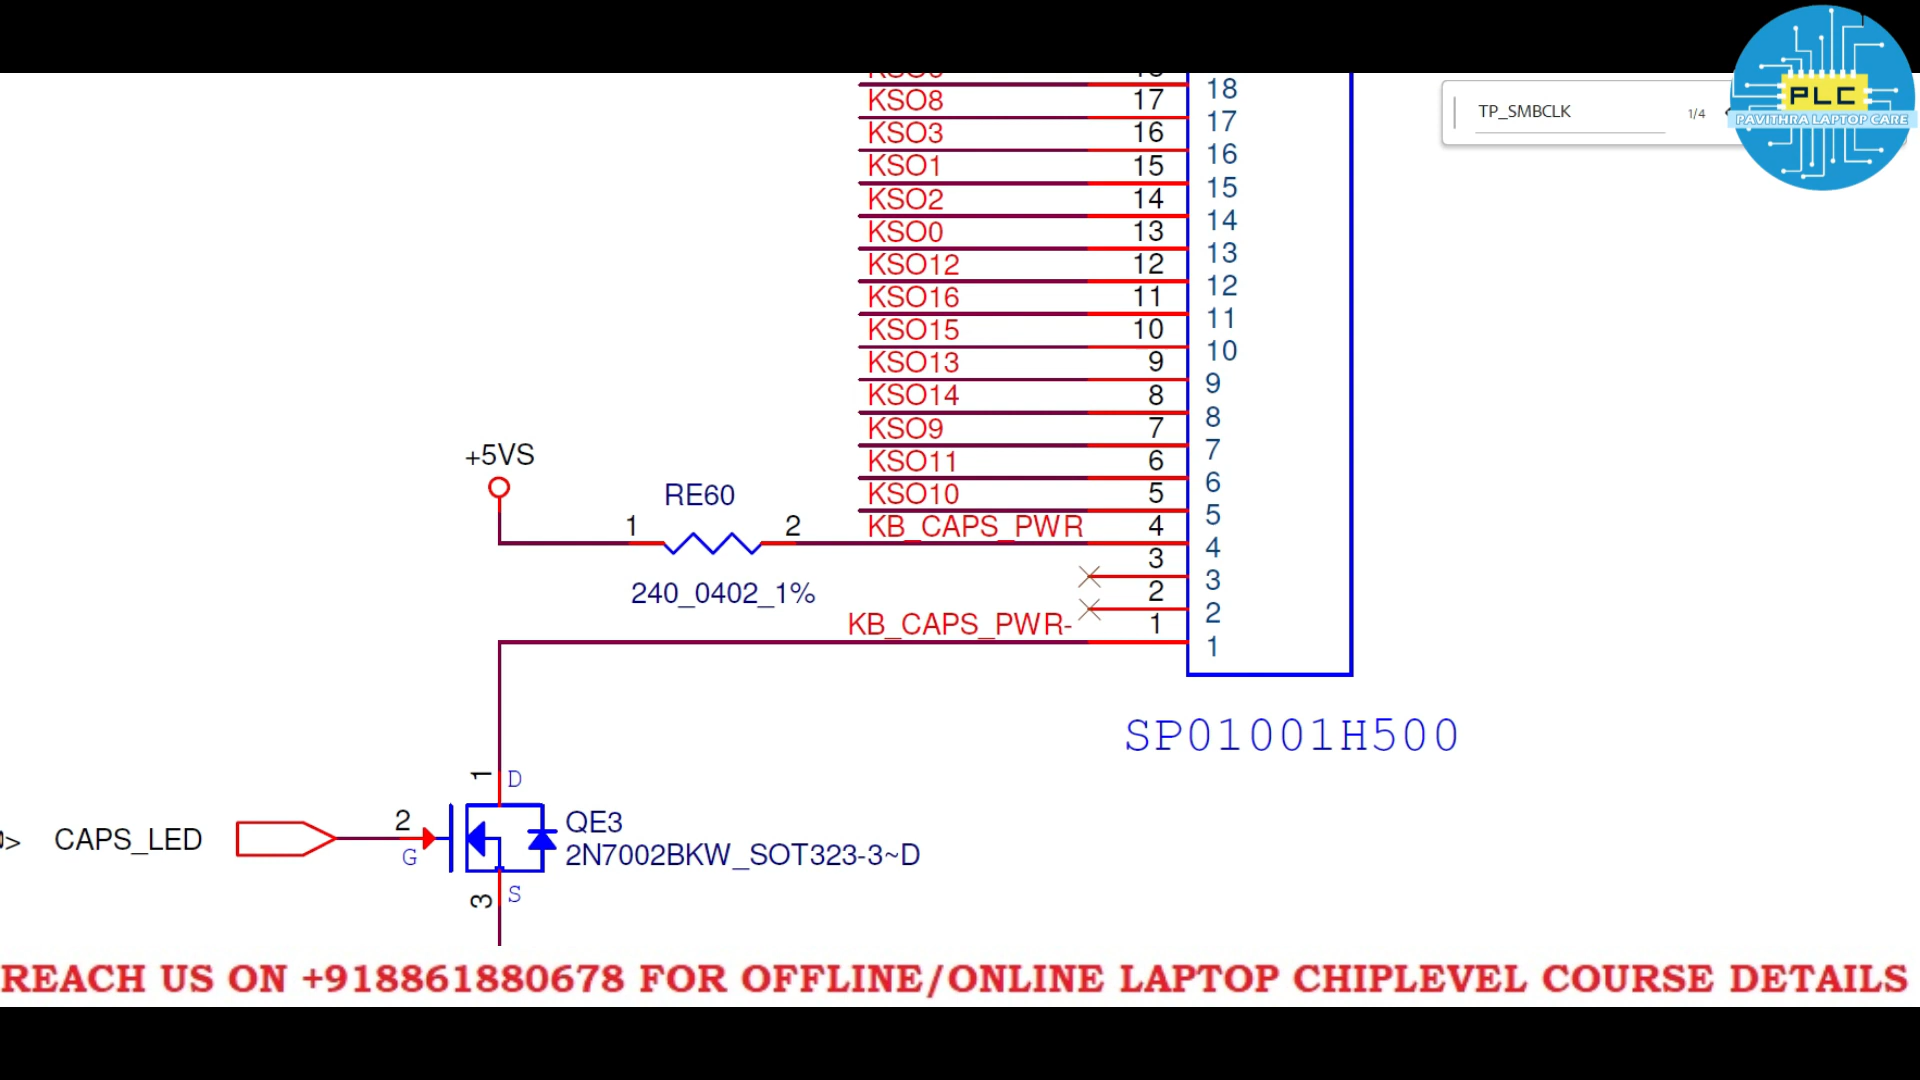 18
KSO8 17
17
KSO3 16
16
KSO1 15
15
KSO2 14
14
KSO0 13
13
KSO12 12
12
KSO16 11
11
KSO15 10
10
KSO13 9
9
KSO14 8
8
KSO9 7
7
KSO11 6
6
KSO10 5
5
KB_CAPS_PWR 4
4
3
3
2
2
KB_CAPS_PWR- 1
1
+5VS
RE60
1 2
240_0402_1%
SP01001H500
1 D
CAPS_LED
2
G
QE3
2N7002BKW_SOT323-3~D
3 S
TP_SMBCLK 1/4
PLC
PAVITHRA LAPTOP CARE
REACH US ON +918861880678 FOR OFFLINE/ONLINE LAPTOP CHIPLEVEL COURSE DETAILS